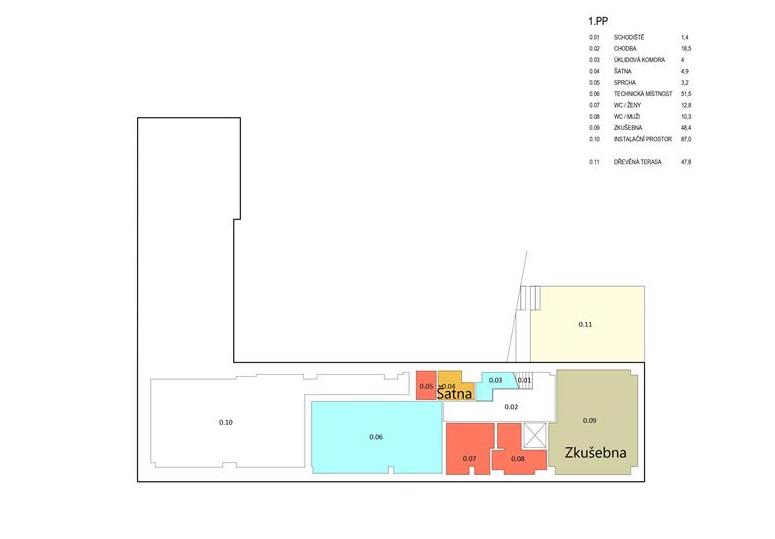 1.PP
0.01 SCHODIŠTĚ 1,4
0.02 CHODBA 18,5
0.03 ÚKLIDOVÁ KOMORA 4
0.04 ŠATNA 4,9
0.05 SPRCHA 3,2
0.06 TECHNICKÁ MÍSTNOST 51,5
0.07 WC / ŽENY 12,8
0.08 WC / MUŽI 10,3
0.09 ZKUŠEBNA 48,4
0.10 INSTALAČNÍ PROSTOR 87,0
0.11 DŘEVĚNÁ TERASA 47,8
0.11
0.05
0.04
0.03
0.01
Šatna
0.02
0.10
0.09
0.06
Zkušebna
0.07
0.08